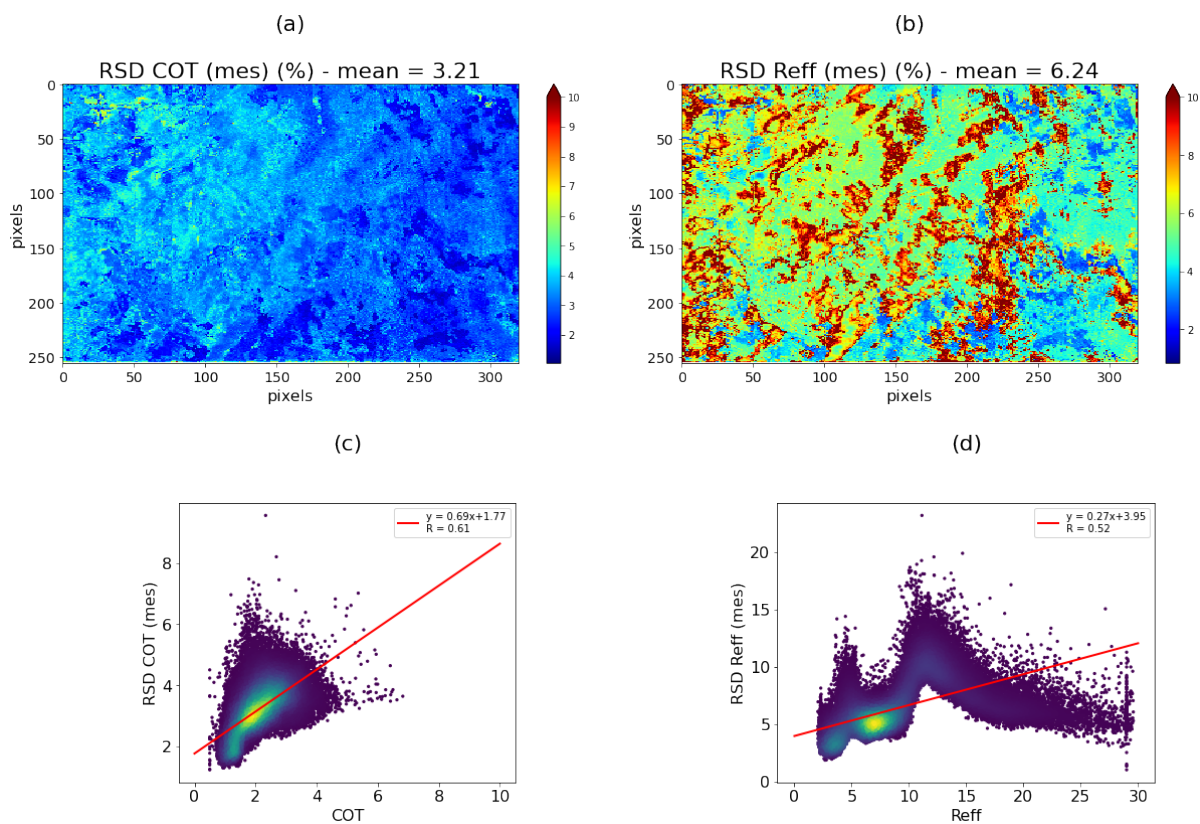 (a)
RSD COT (mes) (%) - mean = 3.21
0
50
100
150
200
250
pixels
0 50 100 150 200 250 300
pixels
10
9
8
7
6
5
4
3
2
(b)
RSD Reff (mes) (%) - mean = 6.24
0
50
100
150
200
250
pixels
0 50 100 150 200 250 300
pixels
10
8
6
4
2
(c)
y = 0.69x+1.77
R = 0.61
8
6
4
2
RSD COT (mes)
0 2 4 6 8 10
COT
(d)
y = 0.27x+3.95
R = 0.52
20
15
10
5
0
RSD Reff (mes)
0 5 10 15 20 25 30
Reff